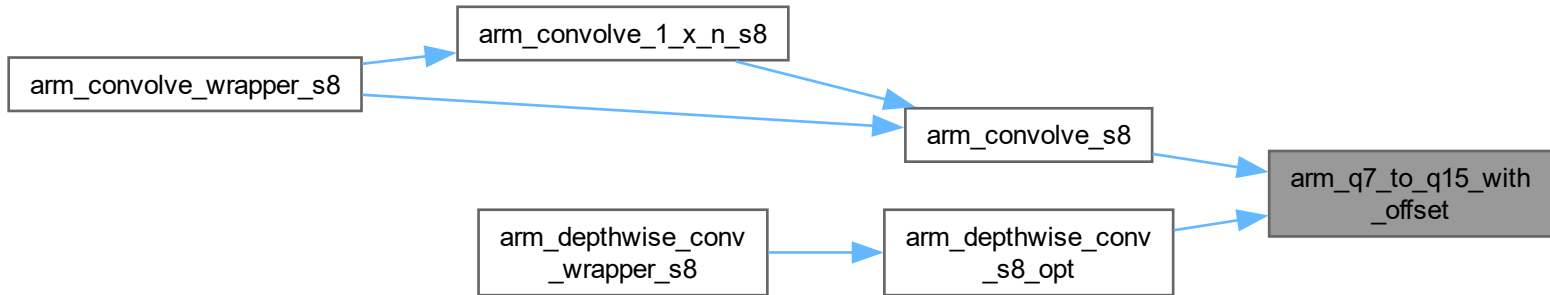 arm_convolve_1_x_n_s8
arm_convolve_wrapper_s8
arm_convolve_s8
arm_q7_to_q15_with
_offset
arm_depthwise_conv
_wrapper_s8
arm_depthwise_conv
_s8_opt